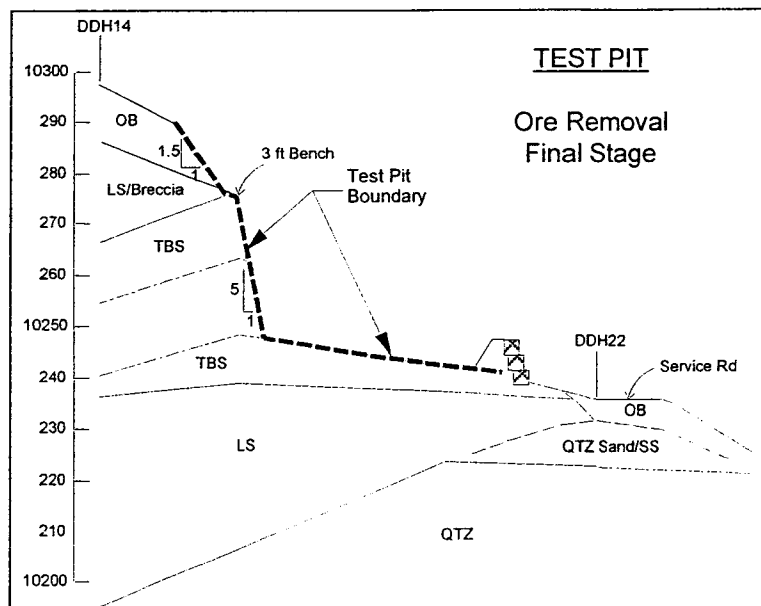 DDH14
TEST PIT
Ore Removal
Final Stage
10300
290
280
270
260
10250
240
230
220
210
10200
OB
1.5
1
3 ft Bench
LS/Breccia
Test Pit
Boundary
TBS
5
1
DDH22
TBS
Service Rd
OB
LS
QTZ Sand/SS
QTZ